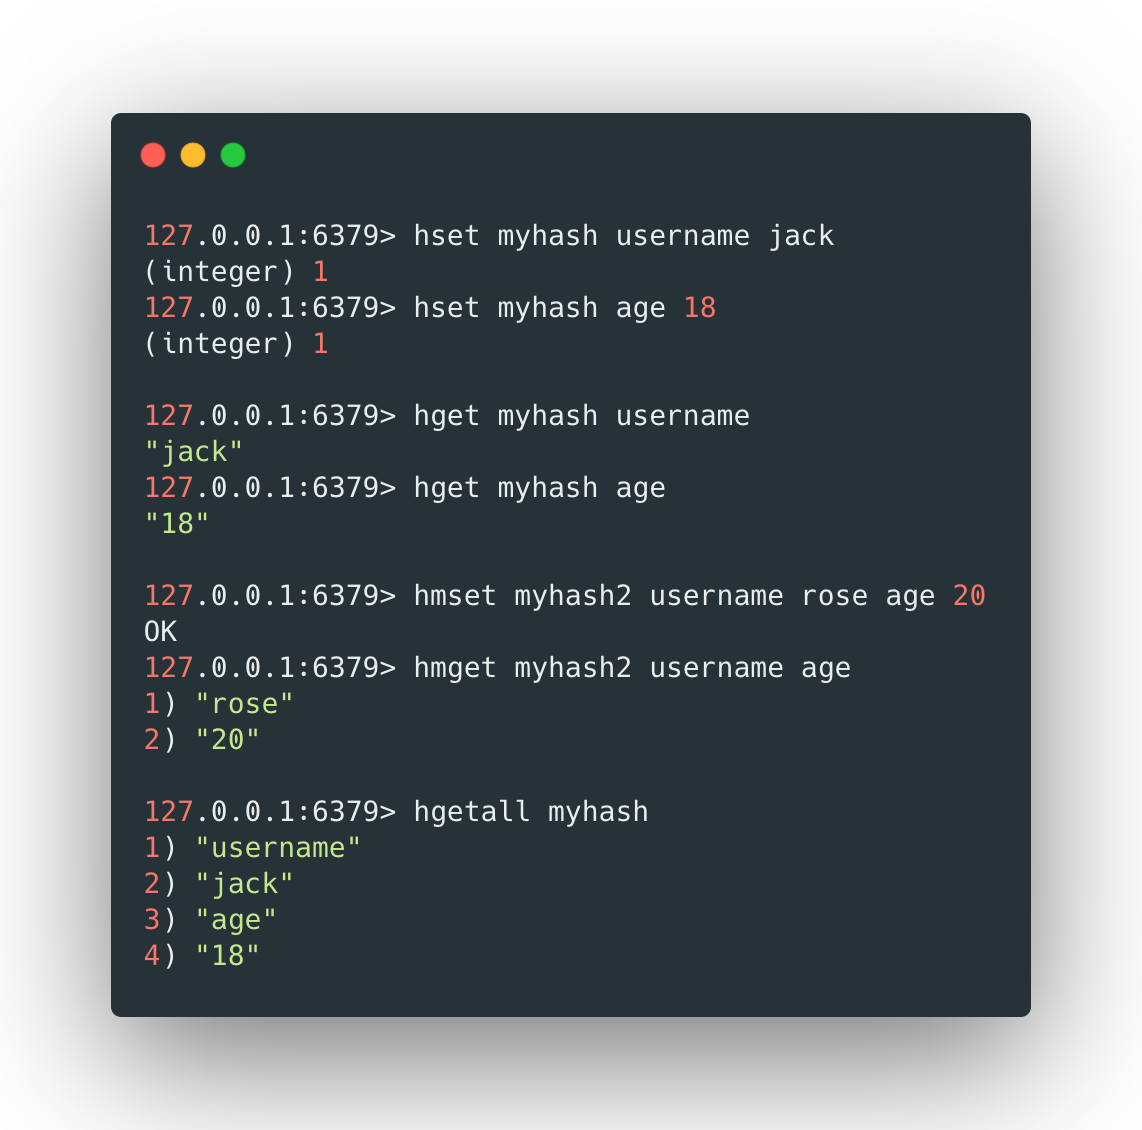 127.0.0.1:6379> hset myhash username jack
(integer) 1
127.0.0.1:6379> hset myhash age 18
(integer) 1
127.0.0.1:6379> hget myhash username
"jack"
127.0.0.1:6379> hget myhash age
"18"
127.0.0.1:6379> hmset myhash2 username rose age 20
OK
127.0.0.1:6379> hmget myhash2 username age
1) "rose"
2) "20"
127.0.0.1:6379> hgetall myhash
1) "username"
2) "jack"
3) "age"
4) "18"